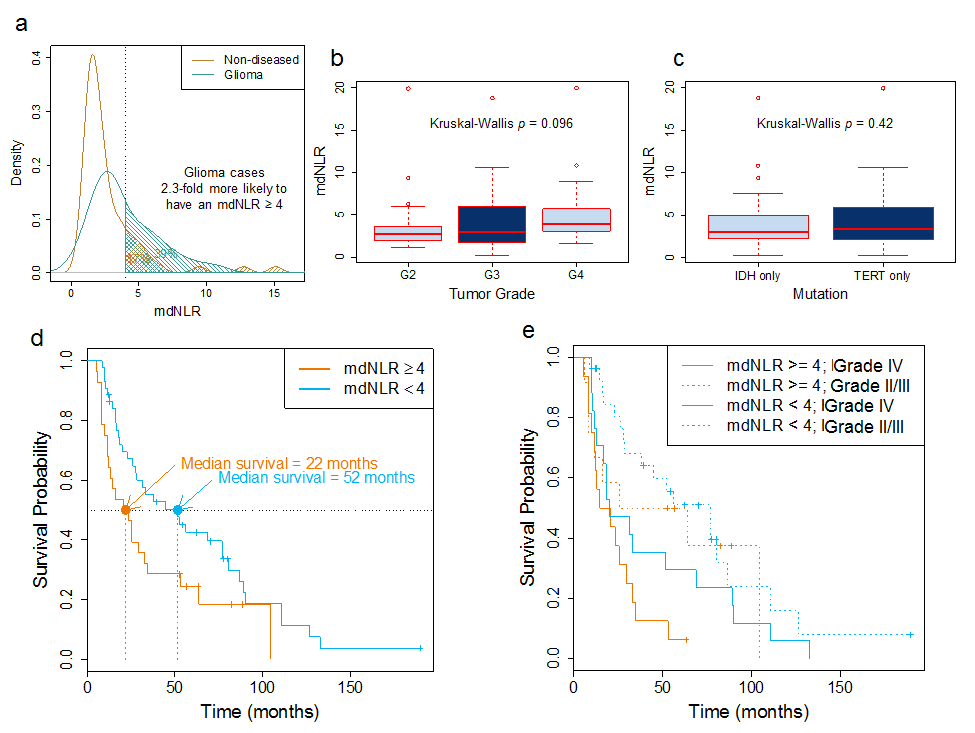 a
Density
0.0
0.1
0.2
0.3
0.4
Non-diseased
Glioma
Glioma cases
2.3-fold more likely to
have an mdNLR ≥ 4
39%
0
5
10
15
mdNLR
b
mdNLR
0
5
10
15
20
Kruskal-Wallis p = 0.096
G2
G3
G4
Tumor Grade
c
mdNLR
0
5
10
15
20
Kruskal-Wallis p = 0.42
IDH only
TERT only
Mutation
d
Survival Probability
0.0
0.2
0.4
0.6
0.8
1.0
mdNLR ≥ 4
mdNLR < 4
Median survival = 22 months
Median survival = 52 months
0
50
100
150
Time (months)
e
Survival Probability
0.0
0.2
0.4
0.6
0.8
1.0
mdNLR >= 4; IGrade IV
mdNLR >= 4; Grade II/III
mdNLR < 4; IGrade IV
mdNLR < 4; IGrade II/III
0
50
100
150
Time (months)